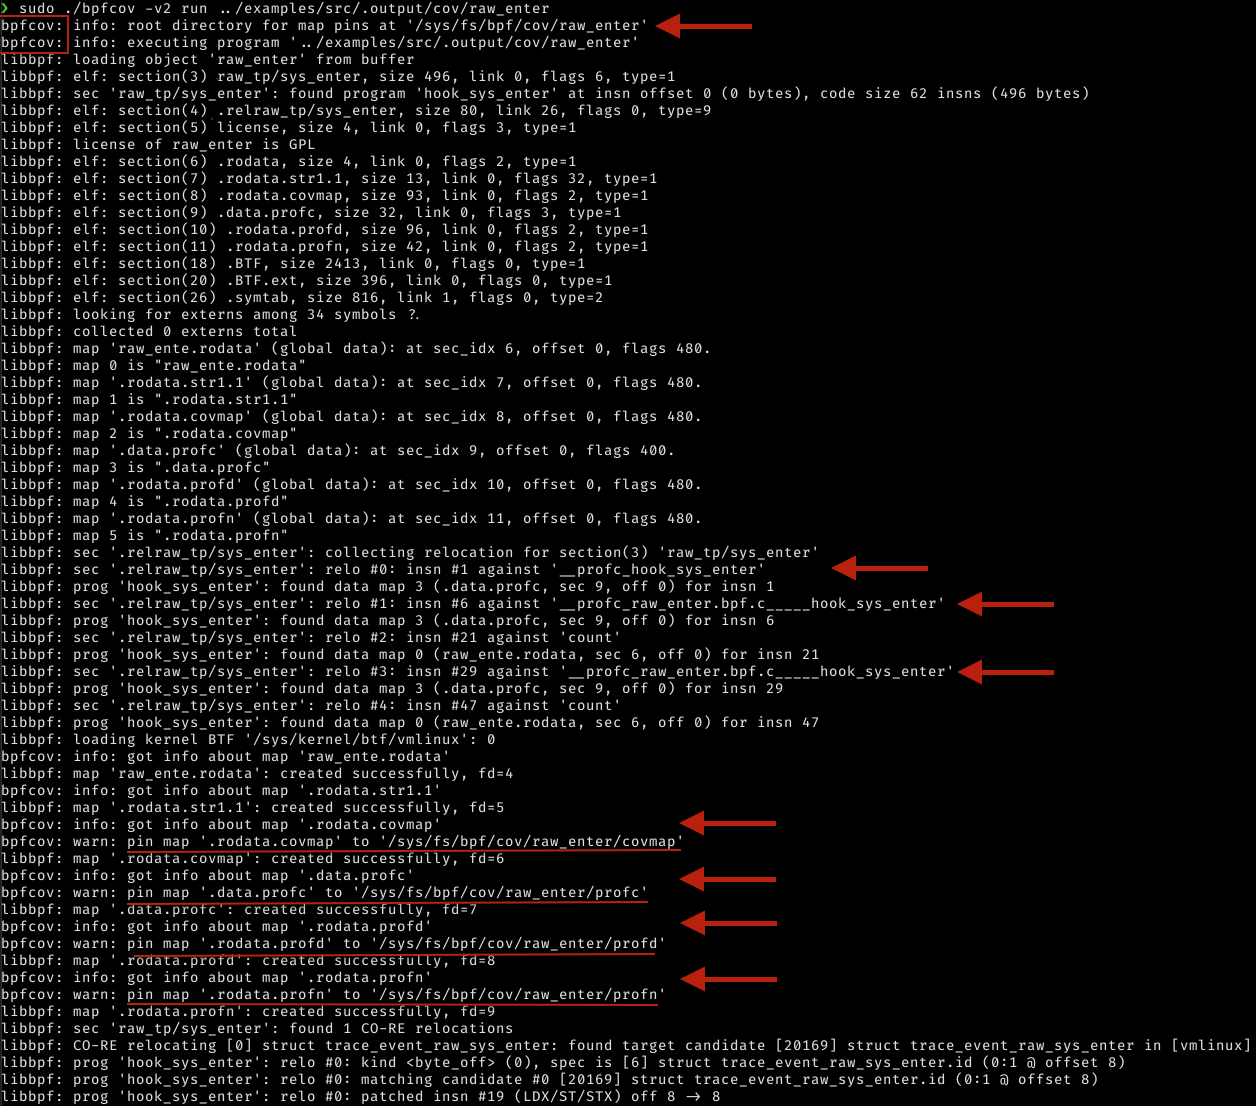 ❯ sudo ./bpfcov -v2 run ../examples/src/.output/cov/raw_enter
bpfcov: info: root directory for map pins at '/sys/fs/bpf/cov/raw_enter'
bpfcov: info: executing program '../examples/src/.output/cov/raw_enter'
libbpf: loading object 'raw_enter' from buffer
libbpf: elf: section(3) raw_tp/sys_enter, size 496, link 0, flags 6, type=1
libbpf: sec 'raw_tp/sys_enter': found program 'hook_sys_enter' at insn offset 0 (0 bytes), code size 62 insns (496 bytes)
libbpf: elf: section(4) .relraw_tp/sys_enter, size 80, link 26, flags 0, type=9
libbpf: elf: section(5) license, size 4, link 0, flags 3, type=1
libbpf: license of raw_enter is GPL
libbpf: elf: section(6) .rodata, size 4, link 0, flags 2, type=1
libbpf: elf: section(7) .rodata.str1.1, size 13, link 0, flags 32, type=1
libbpf: elf: section(8) .rodata.covmap, size 93, link 0, flags 2, type=1
libbpf: elf: section(9) .data.profc, size 32, link 0, flags 3, type=1
libbpf: elf: section(10) .rodata.profd, size 96, link 0, flags 2, type=1
libbpf: elf: section(11) .rodata.profn, size 42, link 0, flags 2, type=1
libbpf: elf: section(18) .BTF, size 2413, link 0, flags 0, type=1
libbpf: elf: section(20) .BTF.ext, size 396, link 0, flags 0, type=1
libbpf: elf: section(26) .symtab, size 816, link 1, flags 0, type=2
libbpf: looking for externs among 34 symbols ?.
libbpf: collected 0 externs total
libbpf: map 'raw_ente.rodata' (global data): at sec_idx 6, offset 0, flags 480.
libbpf: map 0 is "raw_ente.rodata"
libbpf: map '.rodata.str1.1' (global data): at sec_idx 7, offset 0, flags 480.
libbpf: map 1 is ".rodata.str1.1"
libbpf: map '.rodata.covmap' (global data): at sec_idx 8, offset 0, flags 480.
libbpf: map 2 is ".rodata.covmap"
libbpf: map '.data.profc' (global data): at sec_idx 9, offset 0, flags 400.
libbpf: map 3 is ".data.profc"
libbpf: map '.rodata.profd' (global data): at sec_idx 10, offset 0, flags 480.
libbpf: map 4 is ".rodata.profd"
libbpf: map '.rodata.profn' (global data): at sec_idx 11, offset 0, flags 480.
libbpf: map 5 is ".rodata.profn"
libbpf: sec '.relraw_tp/sys_enter': collecting relocation for section(3) 'raw_tp/sys_enter'
libbpf: sec '.relraw_tp/sys_enter': relo #0: insn #1 against '__profc_hook_sys_enter'
libbpf: prog 'hook_sys_enter': found data map 3 (.data.profc, sec 9, off 0) for insn 1
libbpf: sec '.relraw_tp/sys_enter': relo #1: insn #6 against '__profc_raw_enter.bpf.c_____hook_sys_enter'
libbpf: prog 'hook_sys_enter': found data map 3 (.data.profc, sec 9, off 0) for insn 6
libbpf: sec '.relraw_tp/sys_enter': relo #2: insn #21 against 'count'
libbpf: prog 'hook_sys_enter': found data map 0 (raw_ente.rodata, sec 6, off 0) for insn 21
libbpf: sec '.relraw_tp/sys_enter': relo #3: insn #29 against '__profc_raw_enter.bpf.c_____hook_sys_enter'
libbpf: prog 'hook_sys_enter': found data map 3 (.data.profc, sec 9, off 0) for insn 29
libbpf: sec '.relraw_tp/sys_enter': relo #4: insn #47 against 'count'
libbpf: prog 'hook_sys_enter': found data map 0 (raw_ente.rodata, sec 6, off 0) for insn 47
libbpf: loading kernel BTF '/sys/kernel/btf/vmlinux': 0
bpfcov: info: got info about map 'raw_ente.rodata'
libbpf: map 'raw_ente.rodata': created successfully, fd=4
bpfcov: info: got info about map '.rodata.str1.1'
libbpf: map '.rodata.str1.1': created successfully, fd=5
bpfcov: info: got info about map '.rodata.covmap'
bpfcov: warn: pin map '.rodata.covmap' to '/sys/fs/bpf/cov/raw_enter/covmap'
libbpf: map '.rodata.covmap': created successfully, fd=6
bpfcov: info: got info about map '.data.profc'
bpfcov: warn: pin map '.data.profc' to '/sys/fs/bpf/cov/raw_enter/profc'
libbpf: map '.data.profc': created successfully, fd=7
bpfcov: info: got info about map '.rodata.profd'
bpfcov: warn: pin map '.rodata.profd' to '/sys/fs/bpf/cov/raw_enter/profd'
libbpf: map '.rodata.profd': created successfully, fd=8
bpfcov: info: got info about map '.rodata.profn'
bpfcov: warn: pin map '.rodata.profn' to '/sys/fs/bpf/cov/raw_enter/profn'
libbpf: map '.rodata.profn': created successfully, fd=9
libbpf: sec 'raw_tp/sys_enter': found 1 CO-RE relocations
libbpf: CO-RE relocating [0] struct trace_event_raw_sys_enter: found target candidate [20169] struct trace_event_raw_sys_enter in [vmlinux]
libbpf: prog 'hook_sys_enter': relo #0: kind <byte_off> (0), spec is [6] struct trace_event_raw_sys_enter.id (0:1 @ offset 8)
libbpf: prog 'hook_sys_enter': relo #0: matching candidate #0 [20169] struct trace_event_raw_sys_enter.id (0:1 @ offset 8)
libbpf: prog 'hook_sys_enter': relo #0: patched insn #19 (LDX/ST/STX) off 8 -> 8